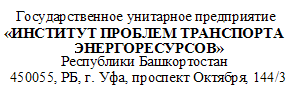 Государственное унитарное предприятие
«ИНСТИТУТ ПРОБЛЕМ ТРАНСПОРТА
ЭНЕРГОРЕСУРСОВ»
Республики Башкортостан
450055, РБ, г. Уфа, проспект Октября, 144/3